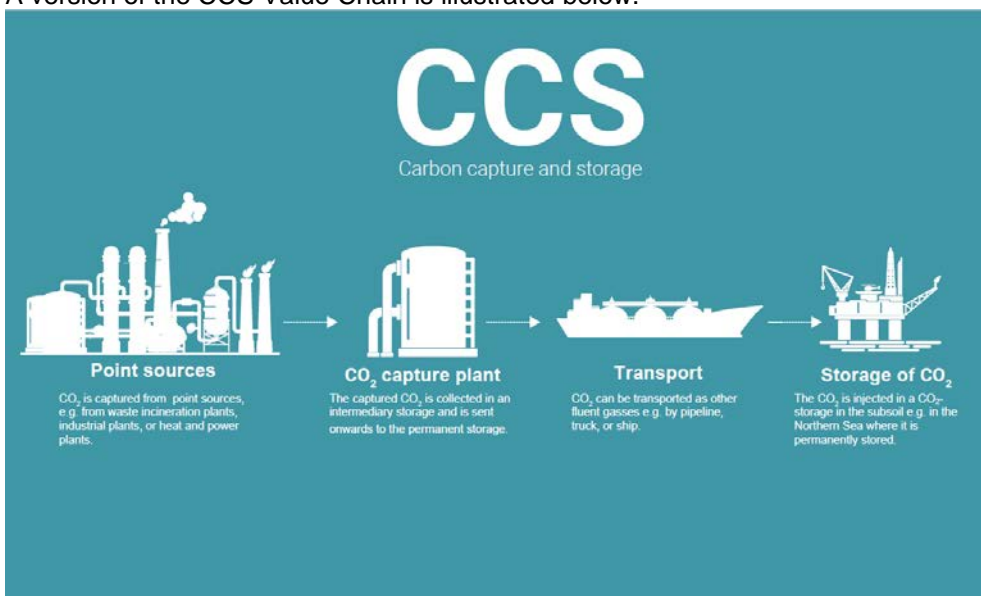 A version of the CCS Value Chain is illustrated below:
CCS
Carbon capture and storage
Point sources
CO₂ is captured from point sources,
e.g. from waste incineration plants,
industrial plants, or heat and power
plants.
CO₂ capture plant
The captured CO₂ is collected in an
intermediary storage and is sent
onwards to the permanent storage.
Transport
CO₂ can be transported as other
fluent gasses e.g. by pipeline,
truck, or ship.
Storage of CO₂
The CO₂ is injected in a CO₂-
storage in the subsoil e.g. in the
Northern Sea where it is
permanently stored.